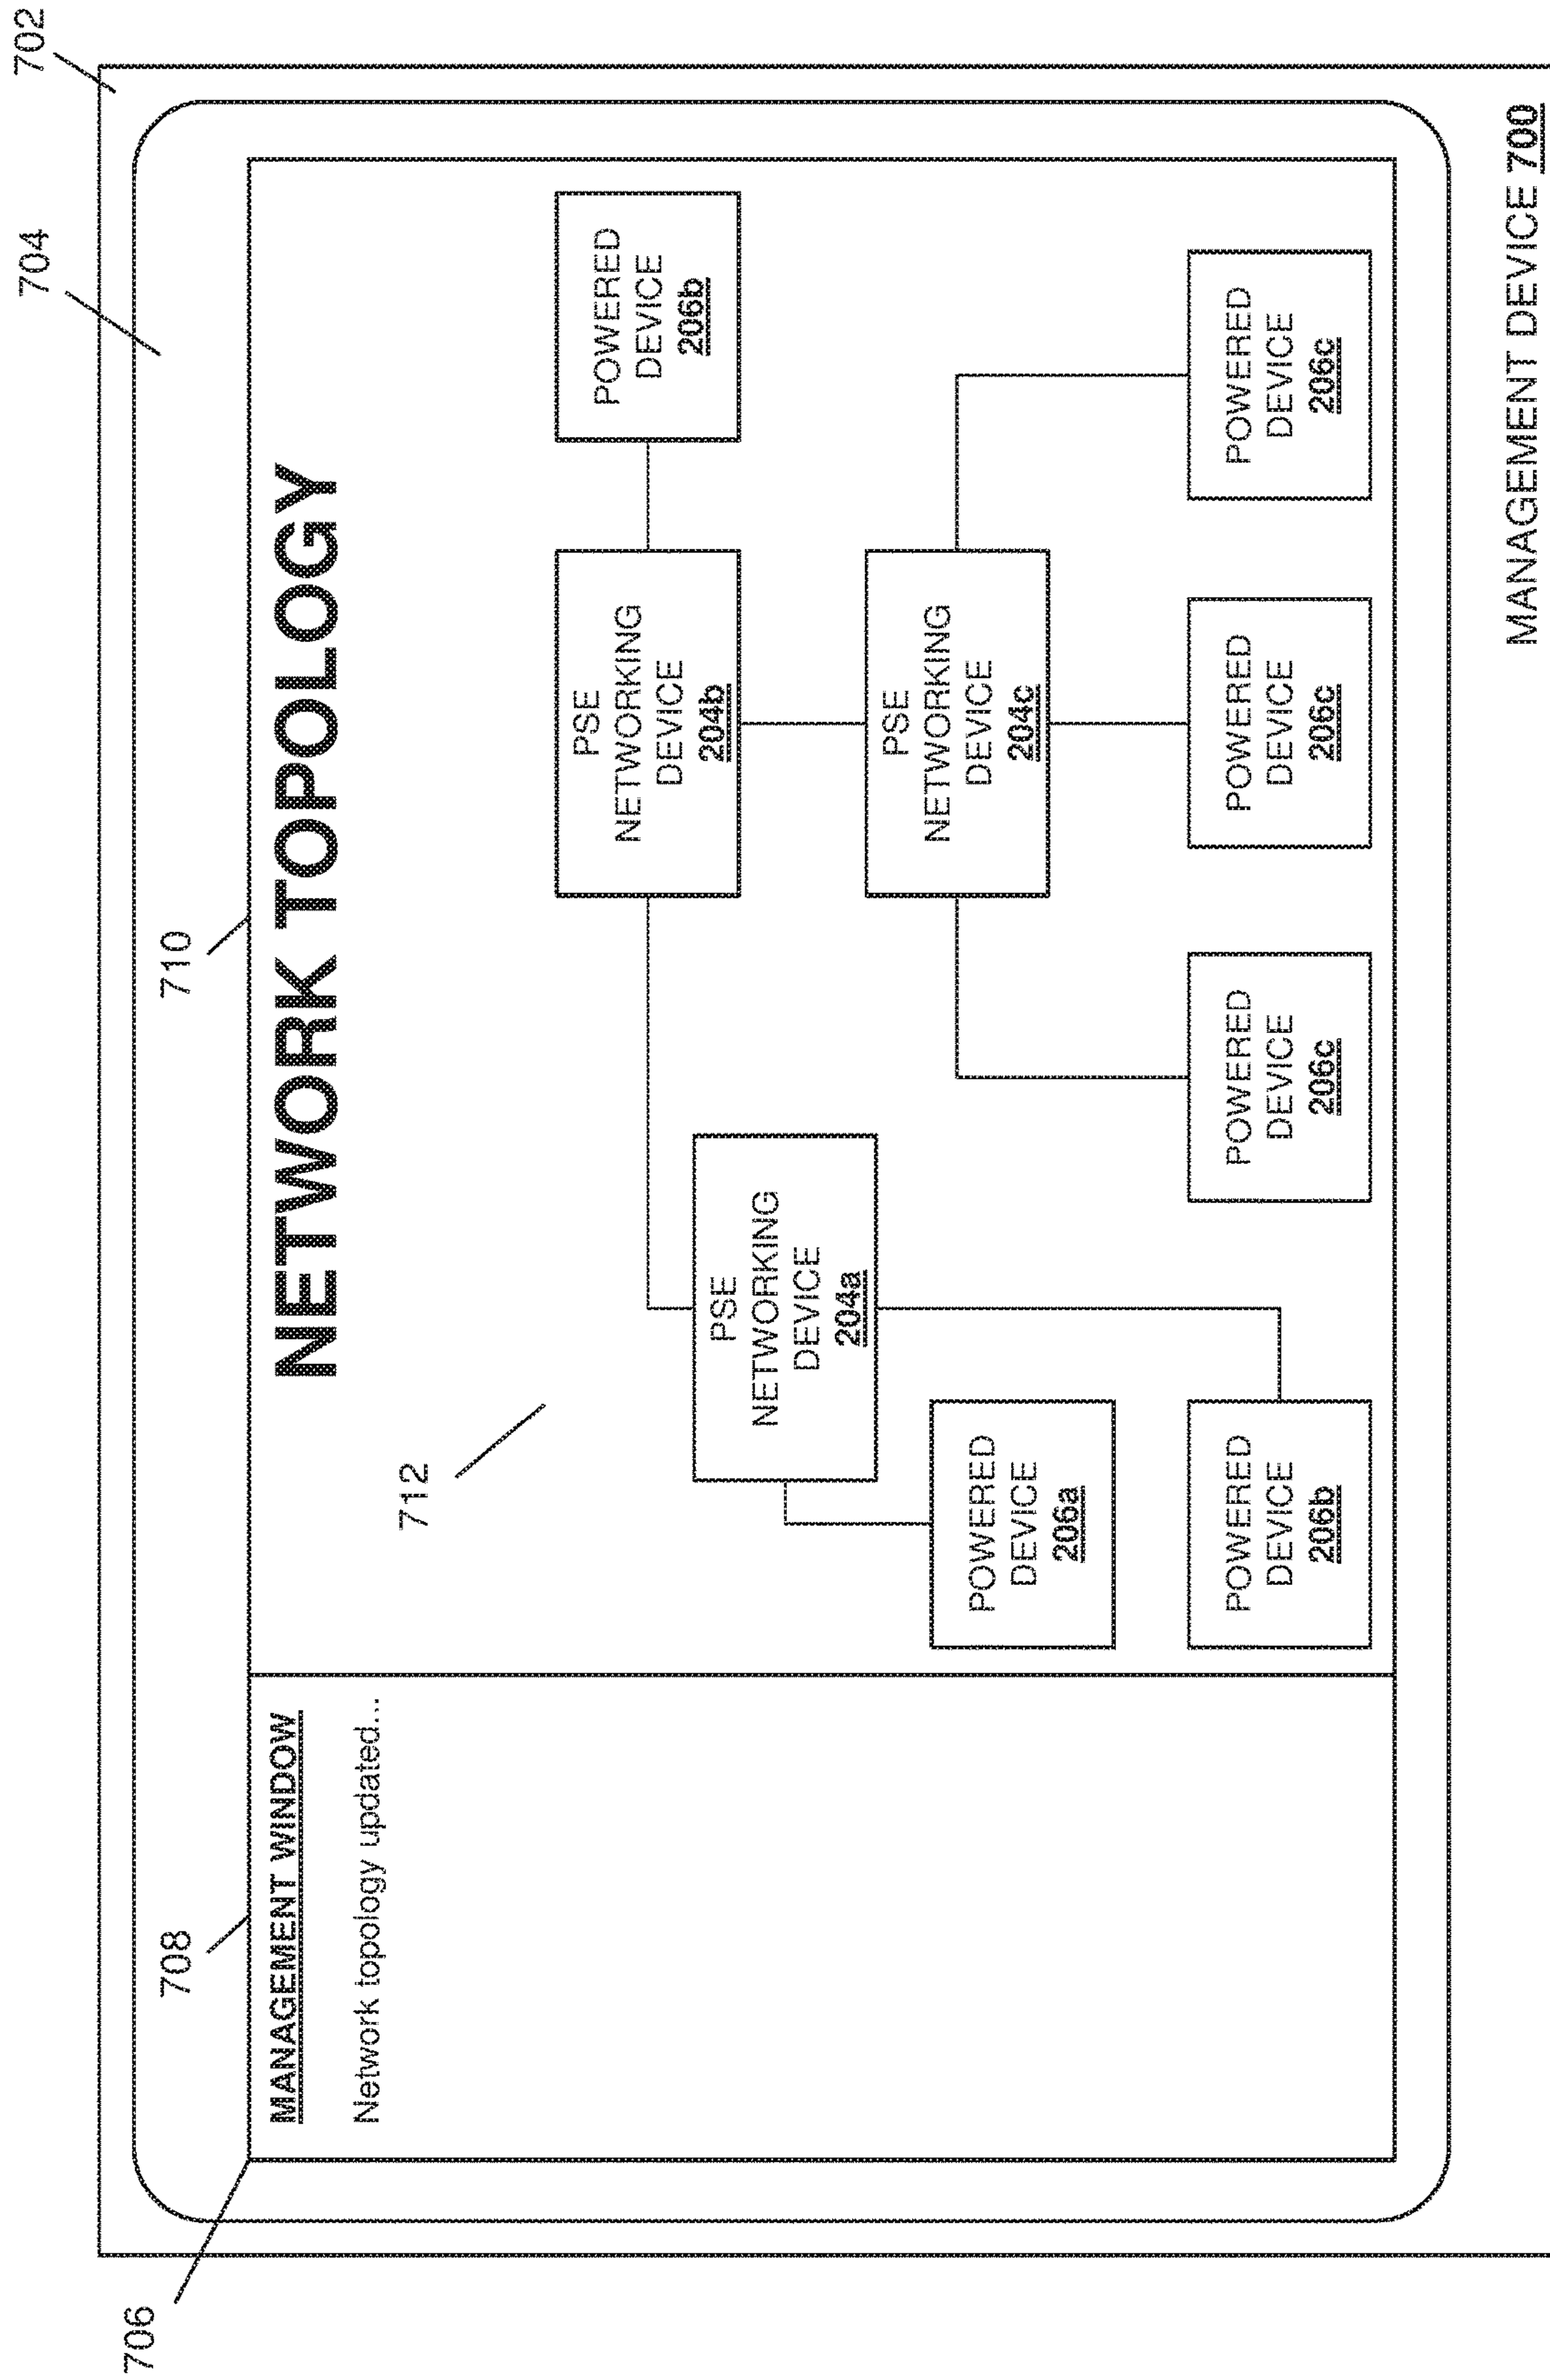 702
704
710
708
706
MANAGEMENT WINDOW
Network topology updated...
NETWORK TOPOLOGY
712
PSE
NETWORKING
DEVICE
204a
POWERED
DEVICE
206a
POWERED
DEVICE
206b
PSE
NETWORKING
DEVICE
204b
POWERED
DEVICE
206b
PSE
NETWORKING
DEVICE
204c
POWERED
DEVICE
206c
POWERED
DEVICE
206c
POWERED
DEVICE
206c
MANAGEMENT DEVICE 700